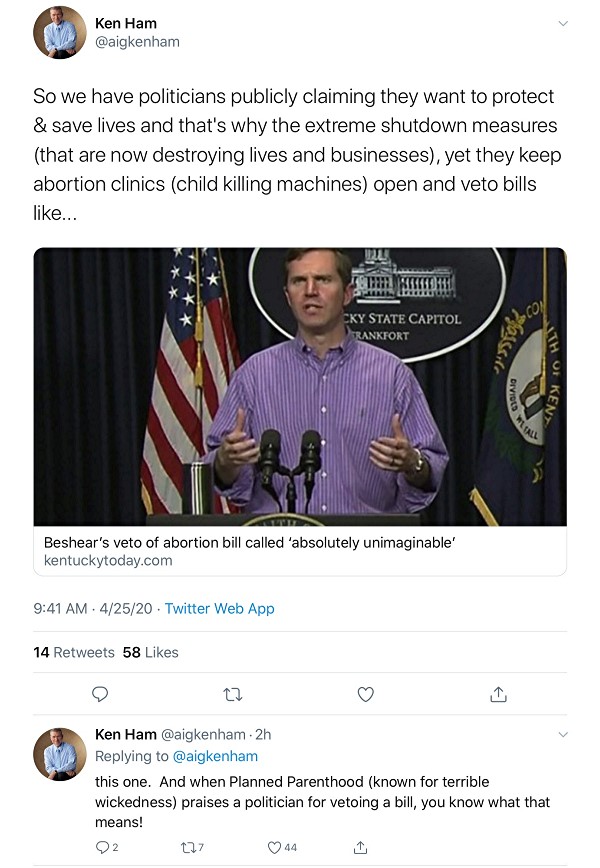 Ken Ham
@aigkenham
So we have politicians publicly claiming they want to protect
& save lives and that's why the extreme shutdown measures
(that are now destroying lives and businesses), yet they keep
abortion clinics (child killing machines) open and veto bills
like...
CKY STATE CAPITOL
FRANKFORT
DIVIDED WE FALL
Beshear's veto of abortion bill called 'absolutely unimaginable'
kentuckytoday.com
9:41 AM · 4/25/20 · Twitter Web App
14 Retweets 58 Likes
Ken Ham @aigkenham · 2h
Replying to @aigkenham
this one. And when Planned Parenthood (known for terrible
wickedness) praises a politician for vetoing a bill, you know what that
means!
2 7 44